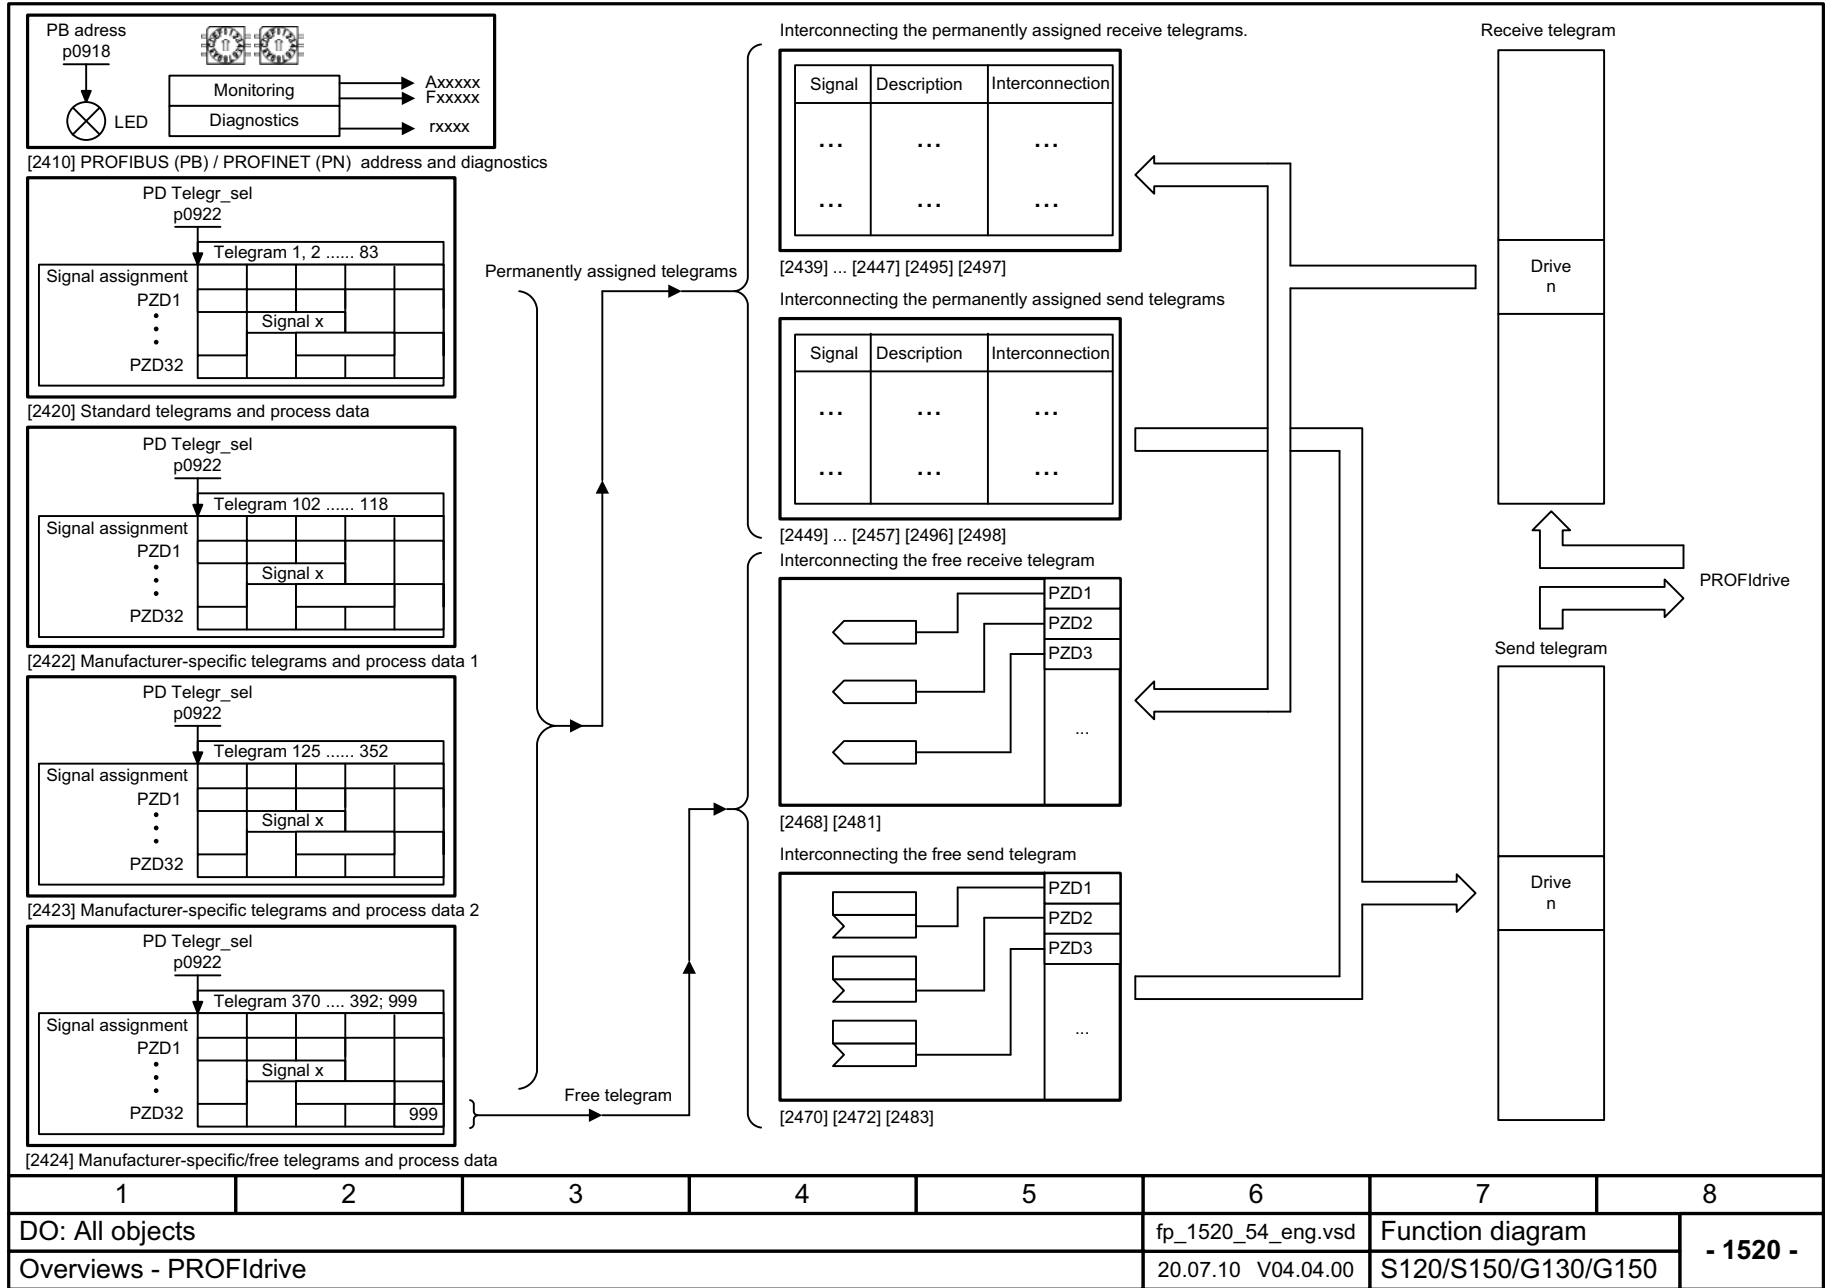 PB adress
p0918
LED
Monitoring
Diagnostics
Axxxxx
Fxxxxx
rxxxx
[2410] PROFIBUS (PB) / PROFINET (PN) address and diagnostics
PD Telegr_sel
p0922
Telegram 1, 2 ...... 83
Signal assignment
PZD1
Signal x
PZD32
[2420] Standard telegrams and process data
PD Telegr_sel
p0922
Telegram 102 ...... 118
Signal assignment
PZD1
Signal x
PZD32
[2422] Manufacturer-specific telegrams and process data 1
PD Telegr_sel
p0922
Telegram 125 ...... 352
Signal assignment
PZD1
Signal x
PZD32
[2423] Manufacturer-specific telegrams and process data 2
PD Telegr_sel
p0922
Telegram 370 .... 392; 999
Signal assignment
PZD1
Signal x
PZD32
999
[2424] Manufacturer-specific/free telegrams and process data
Permanently assigned telegrams
Free telegram
Interconnecting the permanently assigned receive telegrams.
Signal Description Interconnection
... ... ...
... ... ...
[2439] ... [2447] [2495] [2497]
Interconnecting the permanently assigned send telegrams
Signal Description Interconnection
... ... ...
... ... ...
[2449] ... [2457] [2496] [2498]
Interconnecting the free receive telegram
PZD1
PZD2
PZD3
...
[2468] [2481]
Interconnecting the free send telegram
PZD1
PZD2
PZD3
...
[2470] [2472] [2483]
Receive telegram
Drive
n
PROFIdrive
Send telegram
Drive
n
1 2 3 4 5 6 7 8
DO: All objects
fp_1520_54_eng.vsd
Function diagram
- 1520 -
Overviews - PROFIdrive
20.07.10 V04.04.00
S120/S150/G130/G150